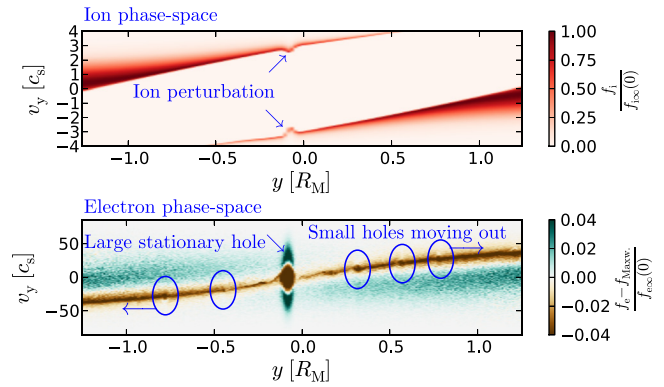 Ion phase-space
4
3
2
1
0
−1
−2
−3
−4
v_y [c_s]
Ion perturbation
−1.0 −0.5 0.0 0.5 1.0
y [R_M]
1.00
0.75
0.50
0.25
0.00
f_i
f_i∞(0)
Electron phase-space
50
0
−50
v_y [c_s]
Large stationary hole
Small holes moving out
−1.0 −0.5 0.0 0.5 1.0
y [R_M]
0.04
0.02
0.00
−0.02
−0.04
f_e−f_Maxw.
f_e∞(0)